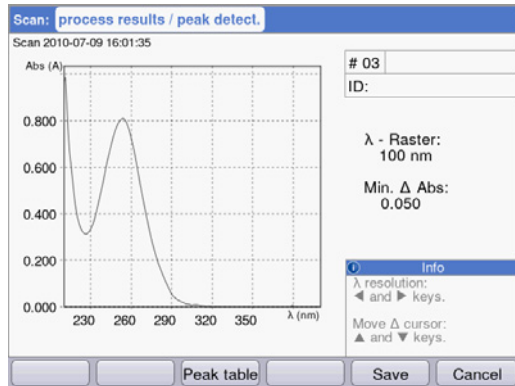 Scan: process results / peak detect.
Scan 2010-07-09 16:01:35
Abs (A)
0.800
0.600
0.400
0.200
0.000
230 260 290 320 350 λ (nm)
# 03
ID:
λ - Raster:
100 nm
Min. Δ Abs:
0.050
i Info
λ resolution:
◀ and ▶ keys.
Move Δ cursor:
▲ and ▼ keys.
Peak table Save Cancel